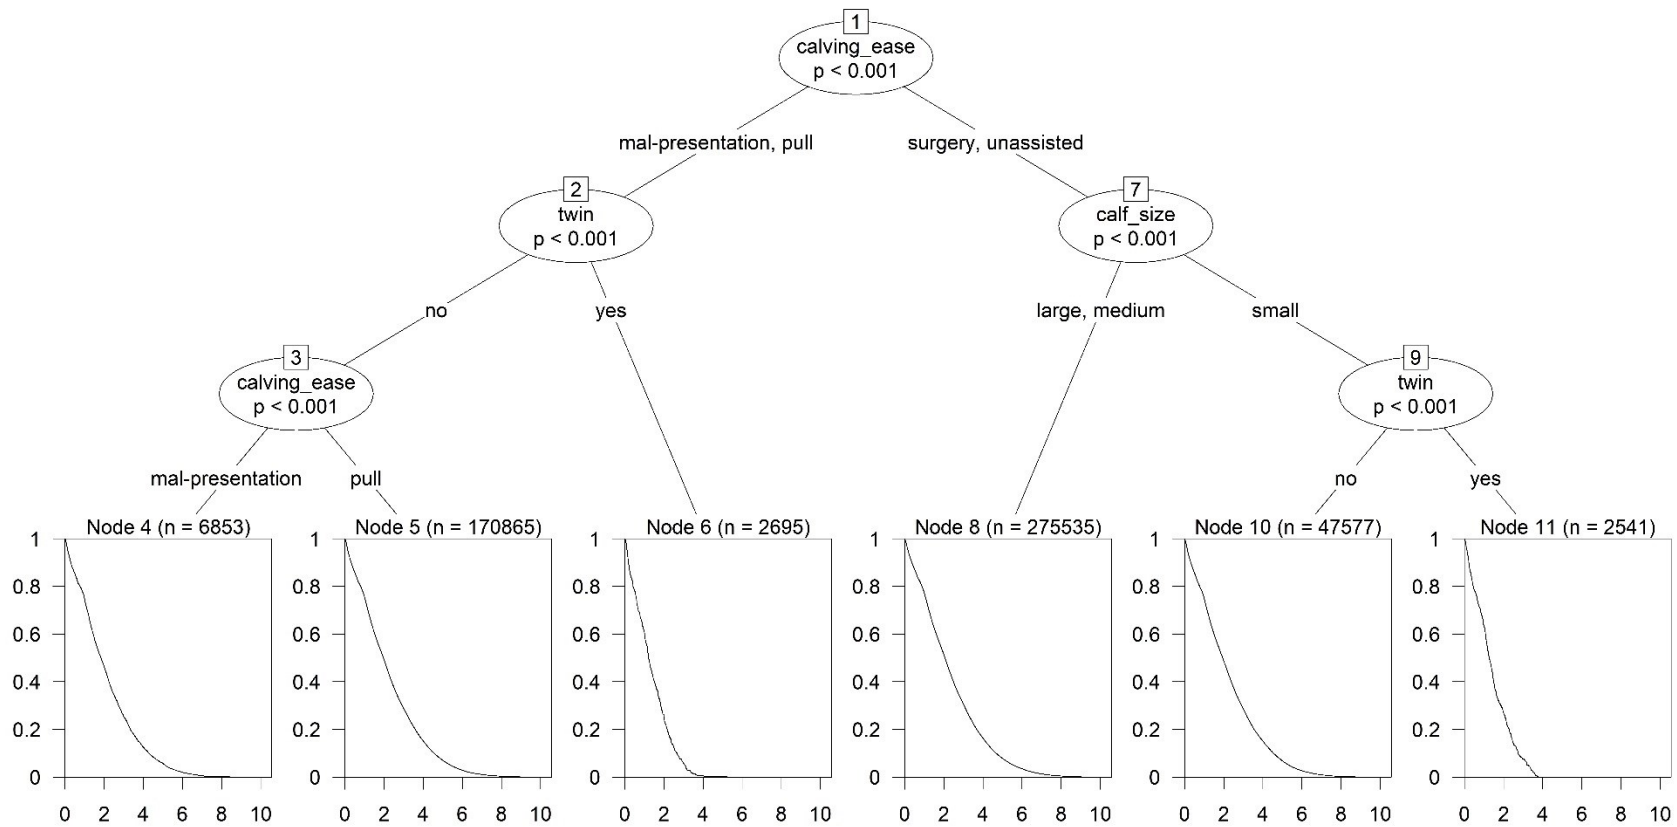 1
calving_ease
p < 0.001
mal-presentation, pull
surgery, unassisted
2
twin
p < 0.001
7
calf_size
p < 0.001
no
yes
large, medium
small
3
calving_ease
p < 0.001
9
twin
p < 0.001
mal-presentation
pull
no
yes
Node 4 (n = 6853)
1
0.8
0.6
0.4
0.2
0
0 2 4 6 8 10
Node 5 (n = 170865)
1
0.8
0.6
0.4
0.2
0
0 2 4 6 8 10
Node 6 (n = 2695)
1
0.8
0.6
0.4
0.2
0
0 2 4 6 8 10
Node 8 (n = 275535)
1
0.8
0.6
0.4
0.2
0
0 2 4 6 8 10
Node 10 (n = 47577)
1
0.8
0.6
0.4
0.2
0
0 2 4 6 8 10
Node 11 (n = 2541)
1
0.8
0.6
0.4
0.2
0
0 2 4 6 8 10